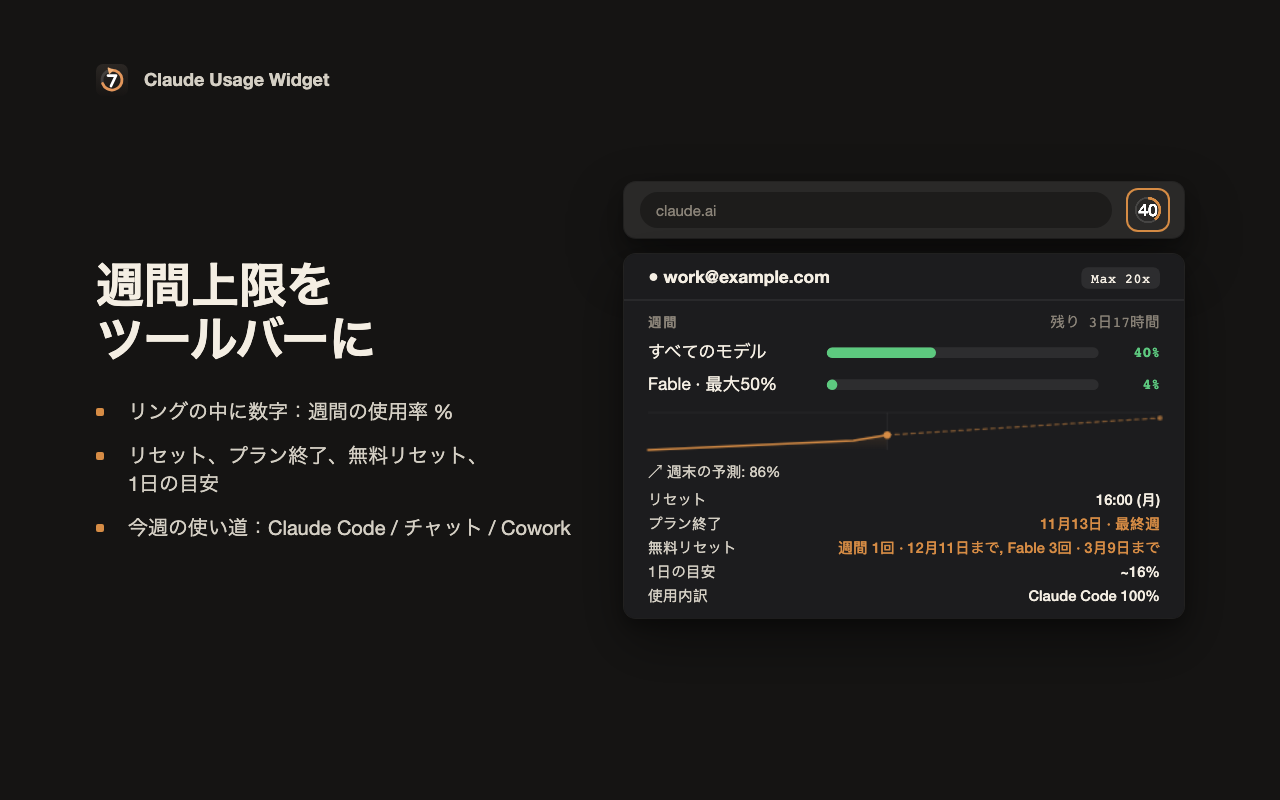 7
Claude Usage Widget
週間上限を
ツールバーに
リングの中に数字：週間の使用率 %
リセット、プラン終了、無料リセット、
1日の目安
今週の使い道：Claude Code / チャット / Cowork
claude.ai
40
work@example.com
Max 20x
週間
残り 3日17時間
すべてのモデル
40%
Fable · 最大50%
4%
↗ 週末の予測: 86%
リセット
16:00 (月)
プラン終了
11月13日 · 最終週
無料リセット
週間 1回 · 12月11日まで, Fable 3回 · 3月9日まで
1日の目安
~16%
使用内訳
Claude Code 100%